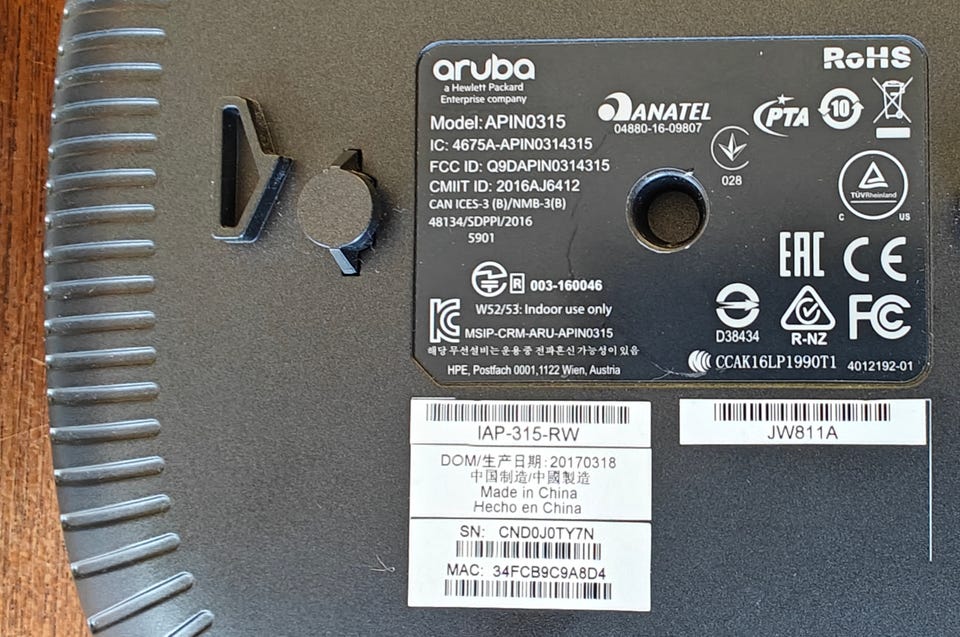 aruba
a Hewlett Packard
Enterprise company
Model: APIN0315
IC: 4675A-APIN0314315
FCC ID: Q9DAPIN0314315
CMIIT ID: 2016AJ6412
CAN ICES-3 (B)/NMB-3(B)
48134/SDPPI/2016
5901
RoHS
ANATEL
04880-16-09807
PTA
10
028
TÜVRheinland
C US
EAC
CE
R 003-160046
W52/53: Indoor use only
MSIP-CRM-ARU-APIN0315
해당 무선설비는 운용 중 전파혼신 가능성이 있음
HPE, Postfach 0001,1122 Wien, Austria
D38434
R-NZ
FC
CCAK16LP1990T1
4012192-01
IAP-315-RW
JW811A
DOM/生产日期: 20170318
中国制造/中國製造
Made in China
Hecho en China
SN: CND0J0TY7N
MAC: 34FCB9C9A8D4